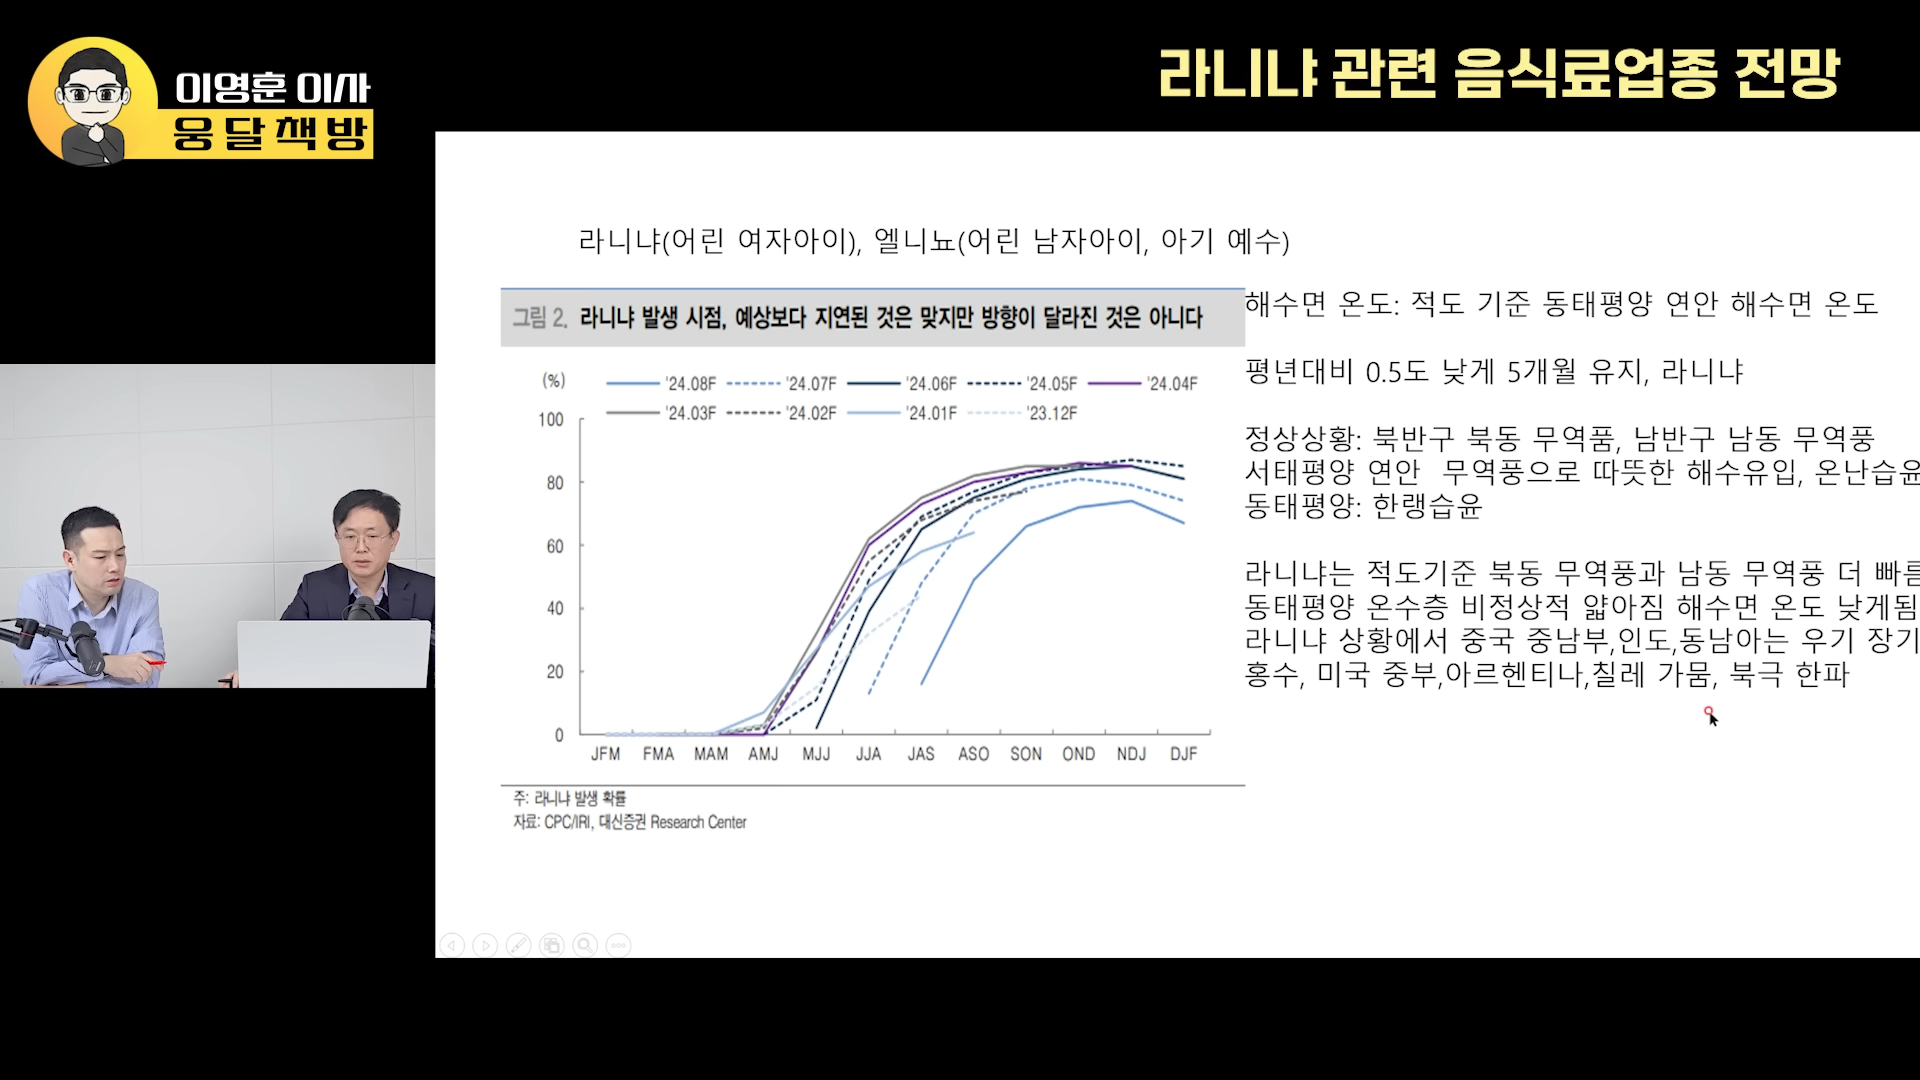 이영훈 이사
웅달책방
라니냐 관련 음식료업종 전망
라니냐(어린 여자아이), 엘니뇨(어린 남자아이, 아기 예수)
그림 2. 라니냐 발생 시점, 예상보다 지연된 것은 맞지만 방향이 달라진 것은 아니다
(%)
'24.08F '24.07F '24.06F '24.05F '24.04F
'24.03F '24.02F '24.01F '23.12F
100
80
60
40
20
0
JFM FMA MAM AMJ MJJ JJA JAS ASO SON OND NDJ DJF
주: 라니냐 발생 확률
자료: CPC/IRI, 대신증권 Research Center
해수면 온도: 적도 기준 동태평양 연안 해수면 온도
평년대비 0.5도 낮게 5개월 유지, 라니냐
정상상황: 북반구 북동 무역품, 남반구 남동 무역풍
서태평양 연안 무역풍으로 따뜻한 해수유입, 온난습윤
동태평양: 한랭습윤
라니냐는 적도기준 북동 무역풍과 남동 무역풍 더 빠름
동태평양 온수층 비정상적 얇아짐 해수면 온도 낮게됨
라니냐 상황에서 중국 중남부,인도,동남아는 우기 장기
홍수, 미국 중부,아르헨티나,칠레 가뭄, 북극 한파